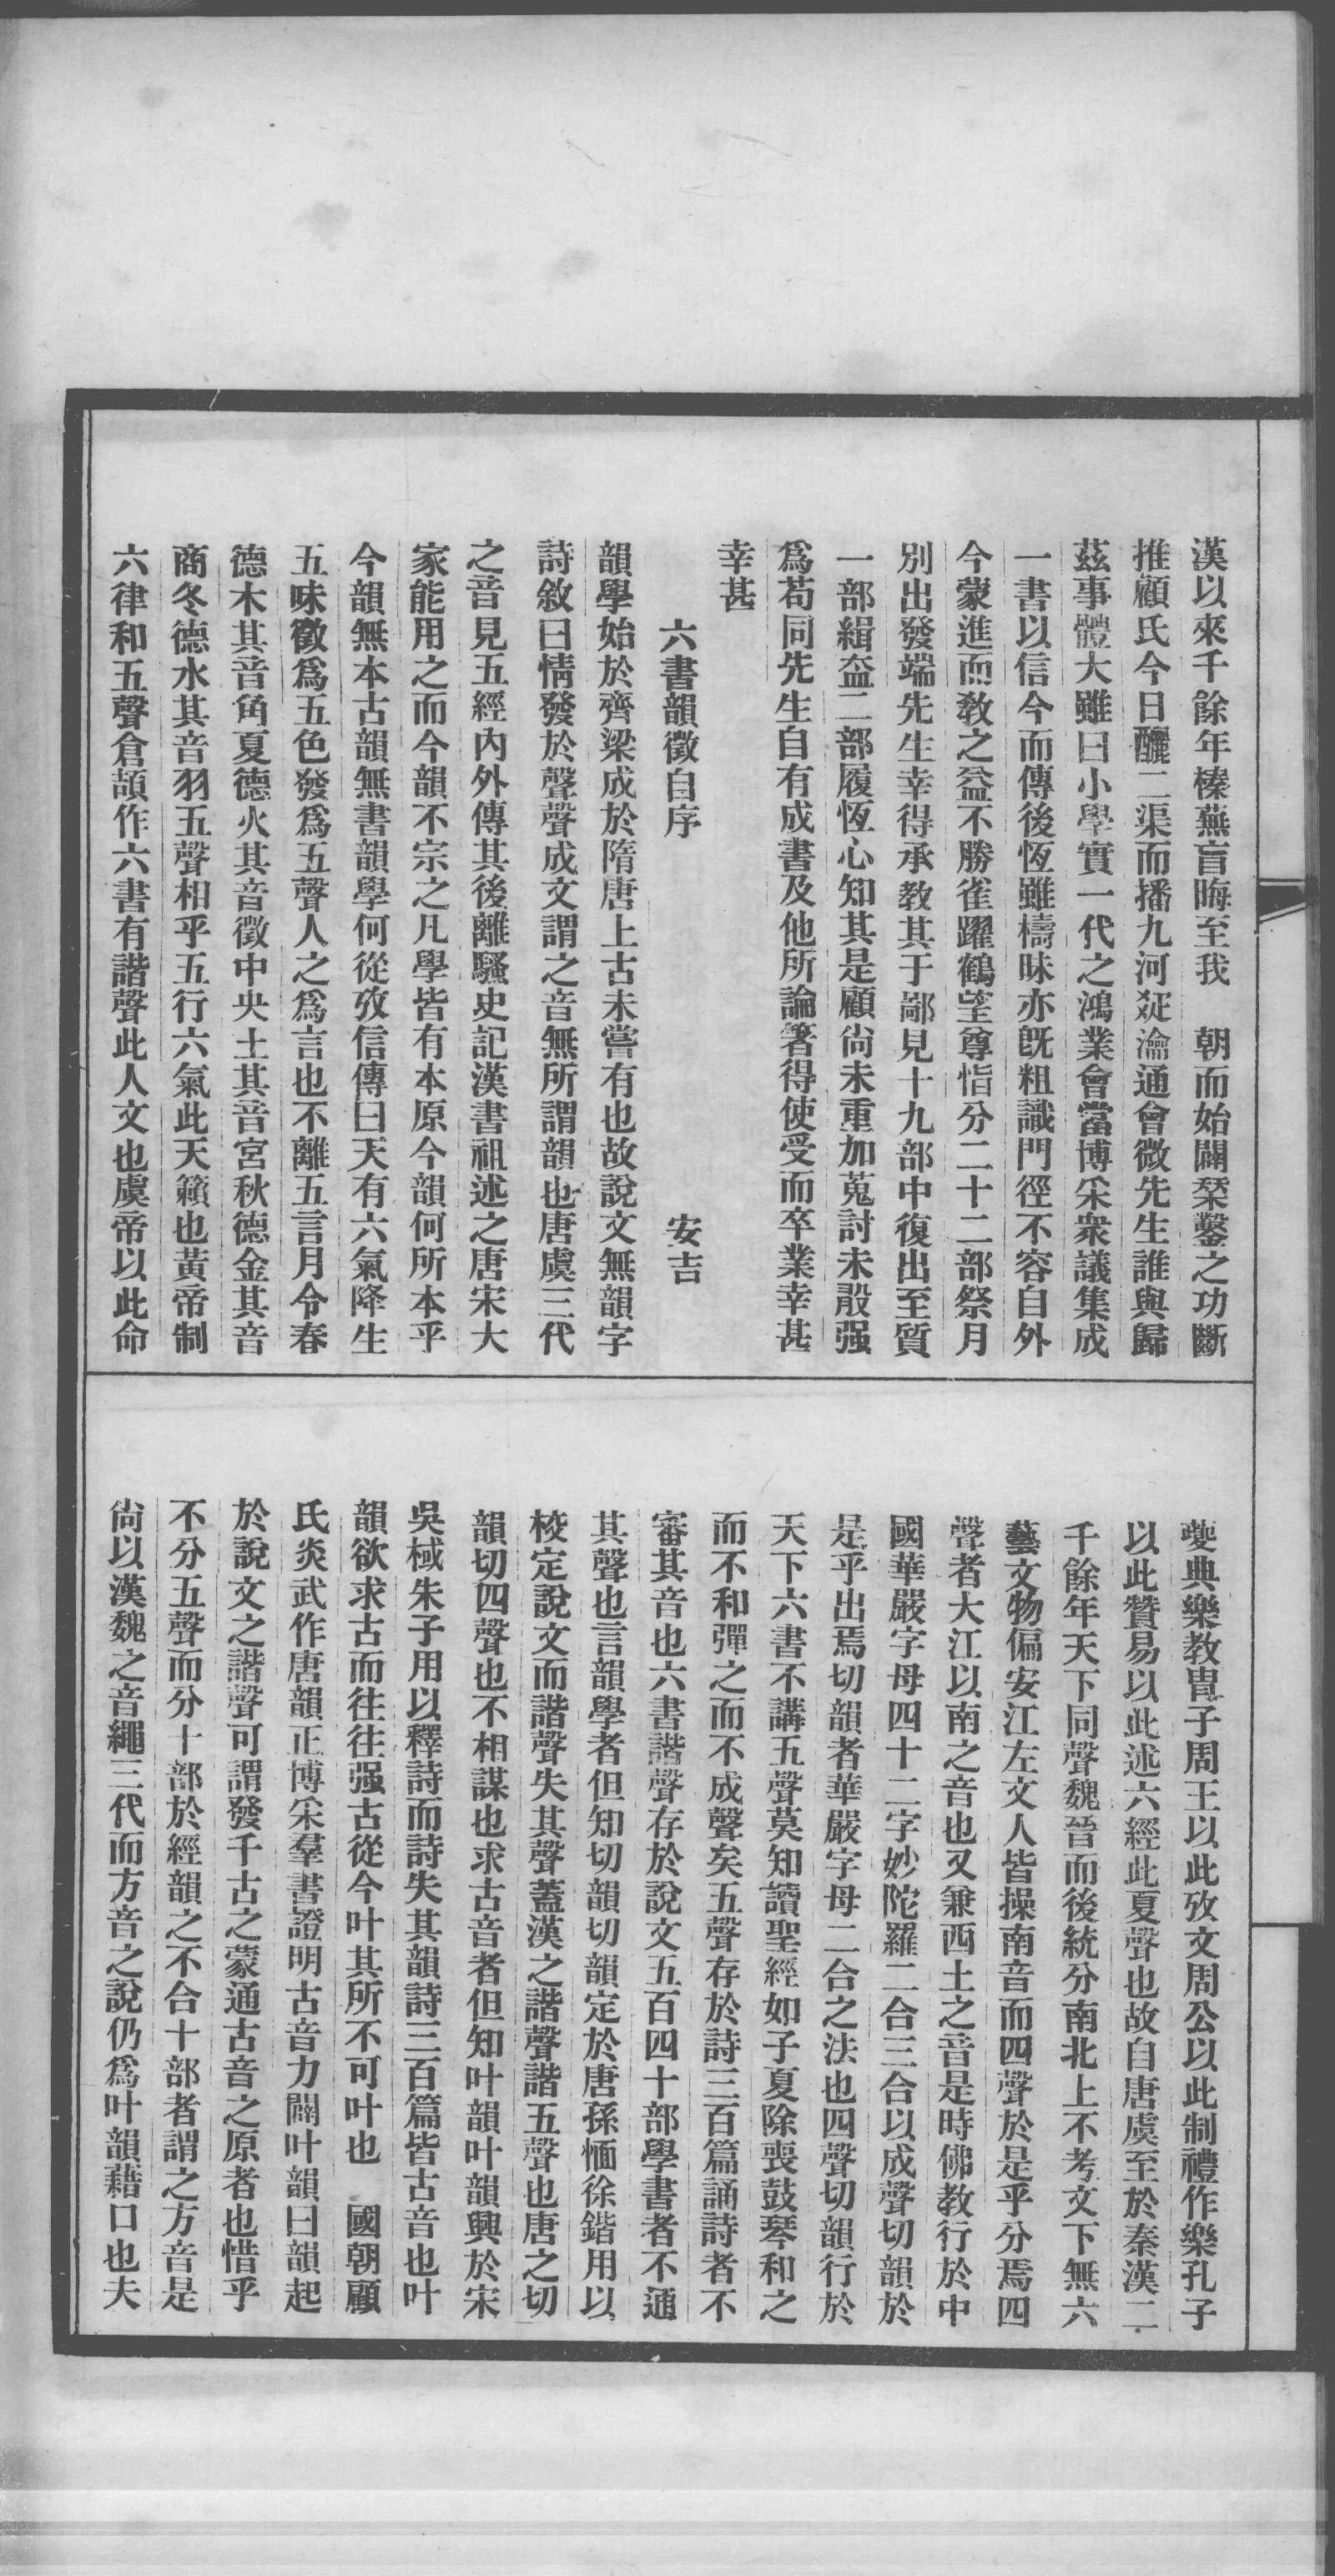 漢以來千餘年榛蕪盲晦至我　朝而始闢栞鑿之功斷
推顧氏今日釃二渠而播九河疏瀹通會微先生誰與歸
茲事體大雖曰小學實一代之鴻業會當博采衆議集成
一書以信今而傳後恆雖檮昧亦旣粗識門徑不容自外
今蒙進而敎之益不勝雀躍鶴望尊恉分二十二部祭月
別出發端先生幸得承教其于鄙見十九部中復出至質
一部緝盍二部履恆心知其是顧尙未重加蒐討未敢强
爲苟同先生自有成書及他所論箸得使受而卒業幸甚
幸甚
六書韻徵自序　安吉
韻學始於齊梁成於隋唐上古未嘗有也故說文無韻字
詩敘曰情發於聲聲成文謂之音無所謂韻也唐虞三代
之音見五經內外傳其後離騷史記漢書祖述之唐宋大
家能用之而今韻不宗之凡學皆有本原今韻何所本乎
今韻無本古韻無書韻學何從攷信傳曰天有六氣降生
五味徵爲五色發爲五聲人之爲言也不離五言月令春
德木其音角夏德火其音徵中央土其音宮秋德金其音
商冬德水其音羽五聲相乎五行六氣此天籟也黃帝制
六律和五聲倉頡作六書有諧聲此人文也虞帝以此命
夔典樂教胄子周王以此攷文周公以此制禮作樂孔子
以此贊易以此述六經此夏聲也故自唐虞至於秦漢二
千餘年天下同聲魏晉而後統分南北上不考文下無六
藝文物偏安江左文人皆操南音而四聲於是乎分焉四
聲者大江以南之音也又兼西土之音是時佛教行於中
國華嚴字母四十二字妙陀羅二合三合以成聲切韻於
是乎出焉切韻者華嚴字母二合之法也四聲切韻行於
天下六書不講五聲莫知讀聖經如子夏除喪鼓琴和之
而不和彈之而不成聲矣五聲存於詩三百篇誦詩者不
審其音也六書諧聲存於說文五百四十部學書者不通
其聲也言韻學者但知切韻切韻定於唐孫愐徐鍇用以
校定說文而諧聲失其聲蓋漢之諧聲諧五聲也唐之切
韻切四聲也不相謀也求古音者但知叶韻叶韻興於宋
吳棫朱子用以釋詩而詩失其韻詩三百篇皆古音也叶
韻欲求古而往往强古從今叶其所不可叶也　國朝顧
氏炎武作唐韻正博采羣書證明古音力闢叶韻曰韻起
於說文之諧聲可謂發千古之蒙通古音之原者也惜乎
不分五聲而分十部於經韻之不合十部者謂之方音是
尙以漢魏之音繩三代而方音之說仍爲叶韻藉口也夫